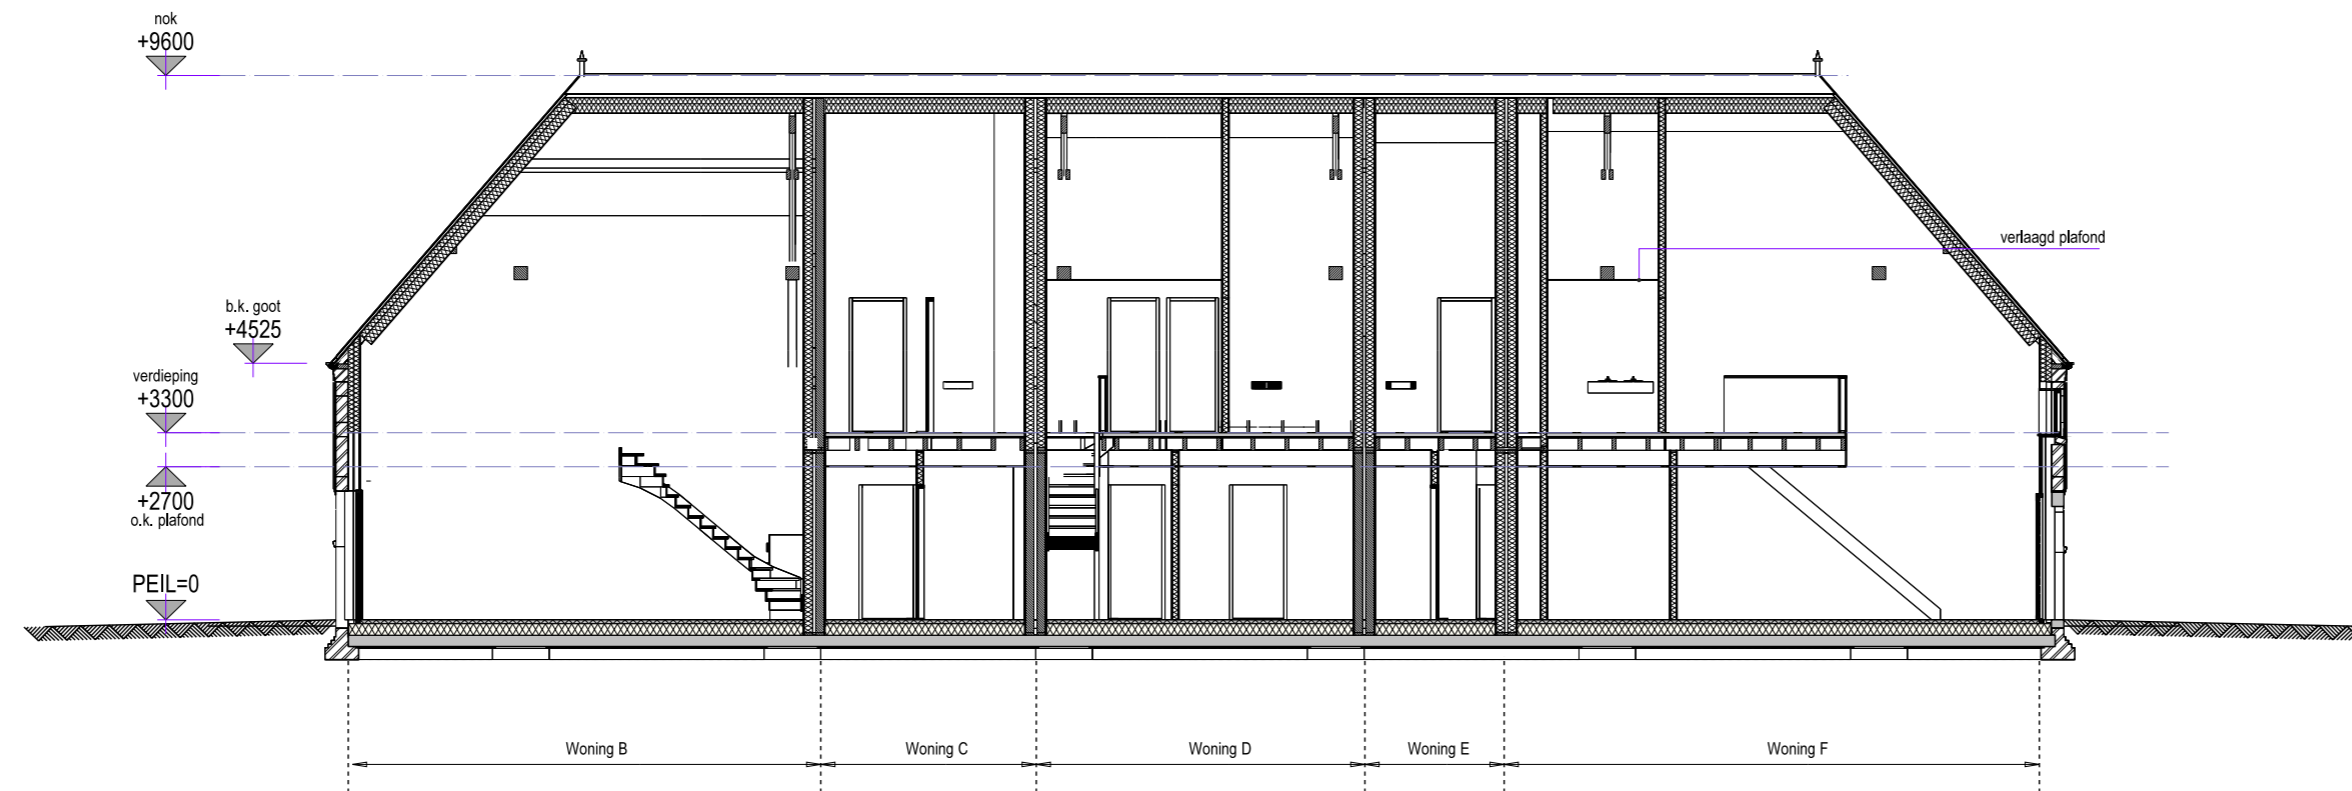 nok
+9600
verlaagd plafond
b.k. goot
+4525
verdieping
+3300
+2700
o.k. plafond
PEIL=0
Woning B
Woning C
Woning D
Woning E
Woning F